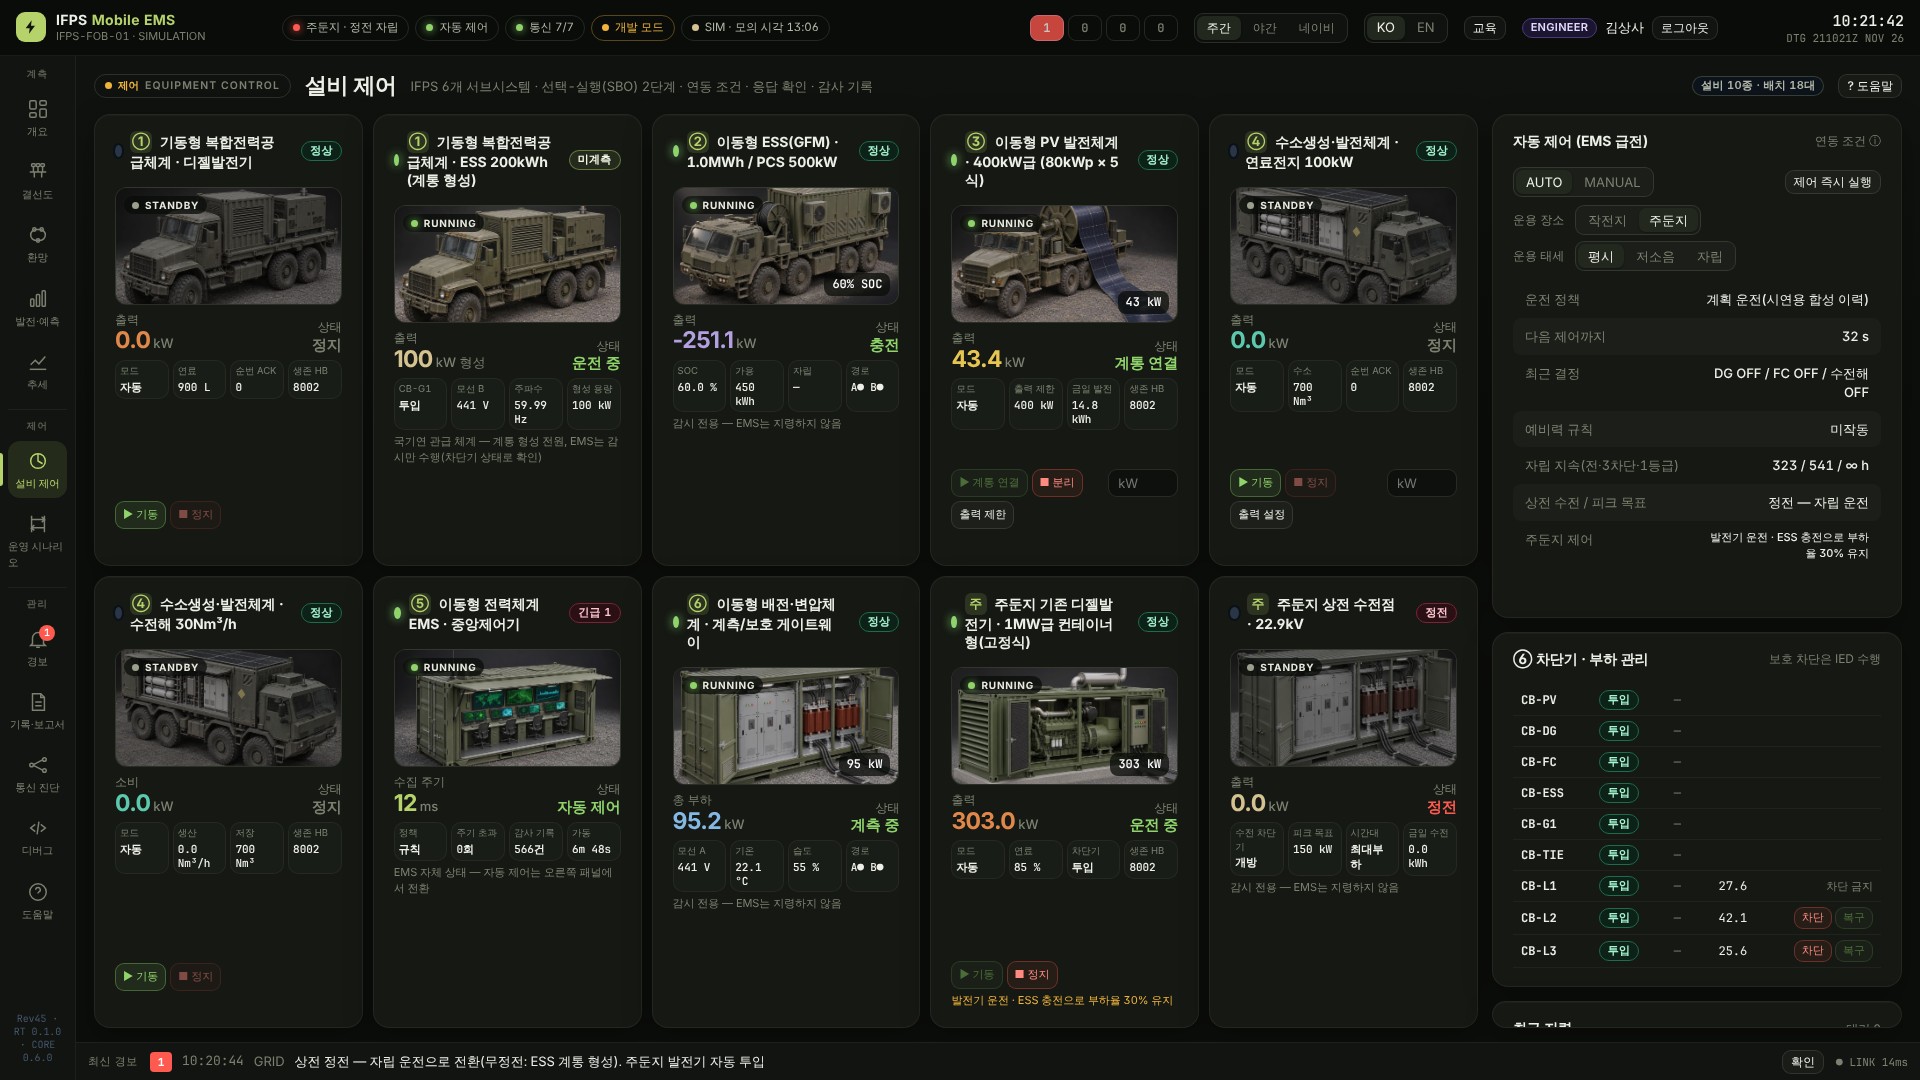 IFPS Mobile EMS
IFPS-FOB-01 · SIMULATION
주둔지 · 정전 자립
자동 제어
통신 7/7
개발 모드
SIM · 모의 시각 13:06
1 0 0 0
주간 야간 네이비
KO EN
교육
ENGINEER 김상사 로그아웃
10:21:42
DTG 211021Z NOV 26
계측
개요
결선도
환망
발전·예측
추세
제어
설비 제어
운영 시나리
오
관리
1
경보
기록·보고서
통신 진단
디버그
도움말
Rev45 ·
RT 0.1.0
· CORE
0.6.0
제어 EQUIPMENT CONTROL
설비 제어
IFPS 6개 서브시스템 · 선택-실행(SBO) 2단계 · 연동 조건 · 응답 확인 · 감사 기록
설비 10종 · 배치 18대
? 도움말
① 기동형 복합전력공
급체계 · 디젤발전기
정상
STANDBY
출력
0.0 kW
상태
정지
모드 연료 순번 ACK 생존 HB
자동 900 L 0 8002
▶ 기동 ■ 정지
① 기동형 복합전력공
급체계 · ESS 200kWh
(계통 형성)
미계측
RUNNING
출력
100 kW 형성
상태
운전 중
CB-G1 모선 B 주파수 형성 용량
투입 441 V 59.99 100 kW
Hz
국기연 관급 체계 — 계통 형성 전원, EMS는 감
시만 수행(차단기 상태로 확인)
② 이동형 ESS(GFM) ·
1.0MWh / PCS 500kW
정상
RUNNING
60% SOC
출력
-251.1 kW
상태
충전
SOC 가용 자립 경로
60.0 % 450 — A● B●
kWh
감시 전용 — EMS는 지령하지 않음
③ 이동형 PV 발전체계
· 400kW급 (80kWp × 5
식)
정상
RUNNING
43 kW
출력
43.4 kW
상태
계통 연결
모드 출력 제한 금일 발전 생존 HB
자동 400 kW 14.8 8002
kWh
▶ 계통 연결 ■ 분리 kW
출력 제한
④ 수소생성·발전체계 ·
연료전지 100kW
정상
STANDBY
출력
0.0 kW
상태
정지
모드 수소 순번 ACK 생존 HB
자동 700 0 8002
Nm³
▶ 기동 ■ 정지 kW
출력 설정
④ 수소생성·발전체계 ·
수전해 30Nm³/h
정상
STANDBY
소비
0.0 kW
상태
정지
모드 생산 저장 생존 HB
자동 0.0 700 8002
Nm³/h Nm³
▶ 기동 ■ 정지
⑤ 이동형 전력체계
EMS · 중앙제어기
긴급 1
RUNNING
수집 주기
12 ms
상태
자동 제어
정책 주기 초과 감사 기록 가동
규칙 0회 566건 6m 48s
EMS 자체 상태 — 자동 제어는 오른쪽 패널에
서 전환
⑥ 이동형 배전·변압체
계 · 계측/보호 게이트웨
이
정상
RUNNING
95 kW
총 부하
95.2 kW
상태
계측 중
모선 A 기온 습도 경로
441 V 22.1 55 % A● B●
°C
감시 전용 — EMS는 지령하지 않음
주 주둔지 기존 디젤발
전기 · 1MW급 컨테이너
형(고정식)
정상
RUNNING
303 kW
출력
303.0 kW
상태
운전 중
모드 연료 차단기 생존 HB
자동 85 % 투입 8002
▶ 기동 ■ 정지
발전기 운전 · ESS 충전으로 부하율 30% 유지
주 주둔지 상전 수전점
· 22.9kV
정전
STANDBY
출력
0.0 kW
상태
정전
수전 차단 피크 목표 시간대 금일 수전
기 150 kW 최대부 0.0
개방 하 kWh
감시 전용 — EMS는 지령하지 않음
자동 제어 (EMS 급전)
연동 조건 ⓘ
AUTO MANUAL
제어 즉시 실행
운용 장소 작전지 주둔지
운용 태세 평시 저소음 자립
운전 정책 계획 운전(시연용 합성 이력)
다음 제어까지 32 s
최근 결정 DG OFF / FC OFF / 수전해
OFF
예비력 규칙 미작동
자립 지속(전·3차단·1등급) 323 / 541 / ∞ h
상전 수전 / 피크 목표 정전 — 자립 운전
주둔지 제어 발전기 운전 · ESS 충전으로 부하
율 30% 유지
⑥ 차단기 · 부하 관리
보호 차단은 IED 수행
CB-PV 투입 —
CB-DG 투입 —
CB-FC 투입 —
CB-ESS 투입 —
CB-G1 투입 —
CB-TIE 투입 —
CB-L1 투입 — 27.6 차단 금지
CB-L2 투입 — 42.1 차단 복구
CB-L3 투입 — 25.6 차단 복구
최신 경보 1 10:20:44 GRID 상전 정전 — 자립 운전으로 전환(무정전: ESS 계통 형성). 주둔지 발전기 자동 투입
확인
LINK 14ms